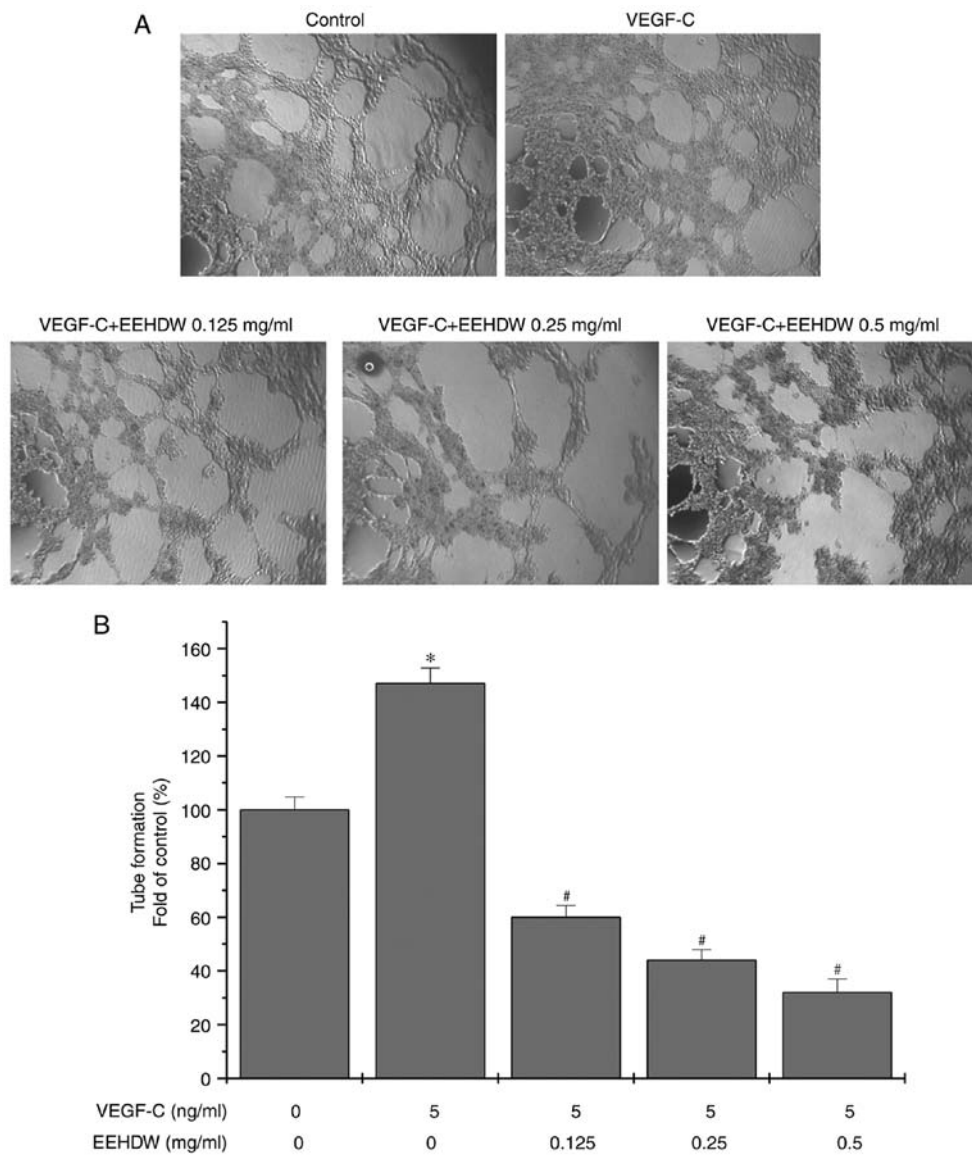 A
Control
VEGF-C
VEGF-C+EEHDW 0.125 mg/ml
VEGF-C+EEHDW 0.25 mg/ml
VEGF-C+EEHDW 0.5 mg/ml
B
Tube formation
Fold of control (%)
160
140
120
100
80
60
40
20
0
*
#
#
#
VEGF-C (ng/ml) 0 5 5 5 5
EEHDW (mg/ml) 0 0 0.125 0.25 0.5